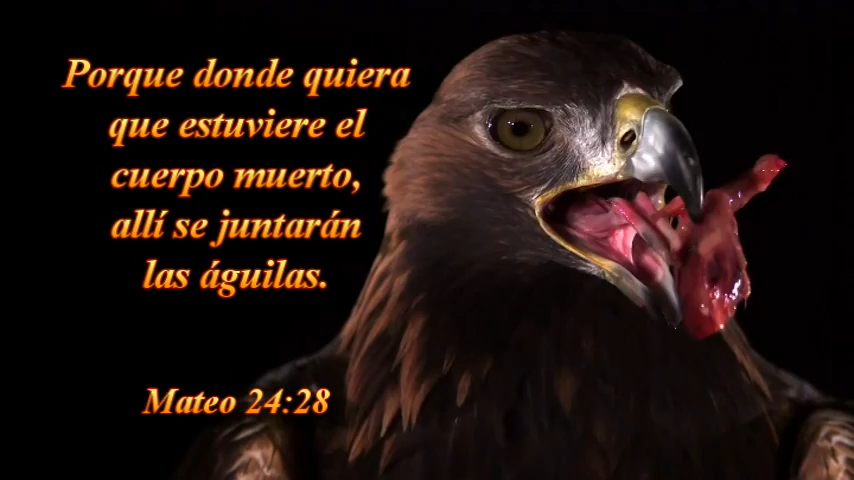 Porque donde quiera
que estuviere el
cuerpo muerto,
allí se juntarán
las águilas.
Mateo 24:28